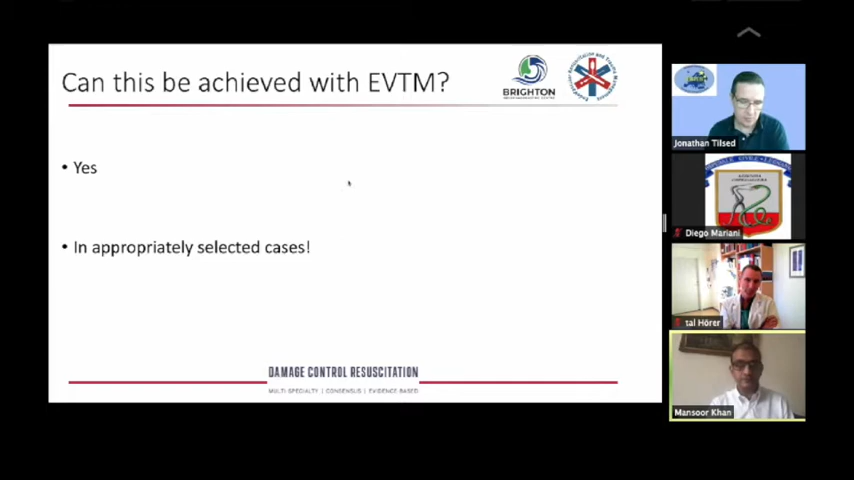 Can this be achieved with EVTM?
BRIGHTON
• Yes
• In appropriately selected cases!
DAMAGE CONTROL RESUSCITATION
MULTI SPECIALTY | CONSENSUS | EVIDENCE BASED
Jonathan Tilsed
Diego Mariani
tal Hörer
Mansoor Khan